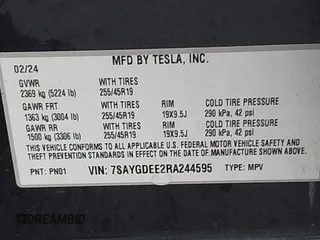 MFD BY TESLA, INC.
02/24
GVWR WITH TIRES
2369 kg (5224 lb) 255/45R19
GAWR FRT WITH TIRES RIM COLD TIRE PRESSURE
1363 kg (3004 lb) 255/45R19 19X9.5J 290 kPa, 42 psi
GAWR RR WITH TIRES RIM COLD TIRE PRESSURE
1500 kg (3306 lb) 255/45R19 19X9.5J 290 kPa, 42 psi
THIS VEHICLE CONFORMS TO ALL APPLICABLE U.S. FEDERAL MOTOR VEHICLE SAFETY AND
THEFT PREVENTION STANDARDS IN EFFECT ON THE DATE OF MANUFACTURE SHOWN ABOVE.
PNT: PN01 VIN: 7SAYGDEE2RA244595 TYPE: MPV
DREAMBID